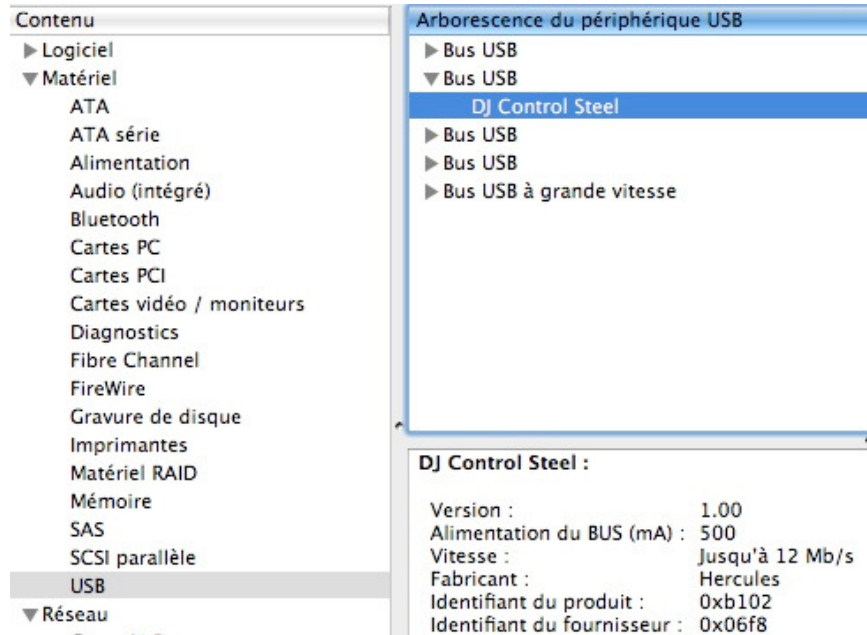 Contenu
Logiciel
Matériel
ATA
ATA série
Alimentation
Audio (intégré)
Bluetooth
Cartes PC
Cartes PCI
Cartes vidéo / moniteurs
Diagnostics
Fibre Channel
FireWire
Gravure de disque
Imprimantes
Matériel RAID
Mémoire
SAS
SCSI parallèle
USB
Réseau
Arborescence du périphérique USB
Bus USB
Bus USB
DJ Control Steel
Bus USB
Bus USB
Bus USB à grande vitesse
DJ Control Steel :
Version : 1.00
Alimentation du BUS (mA) : 500
Vitesse : Jusqu'à 12 Mb/s
Fabricant : Hercules
Identifiant du produit : 0xb102
Identifiant du fournisseur : 0x06f8